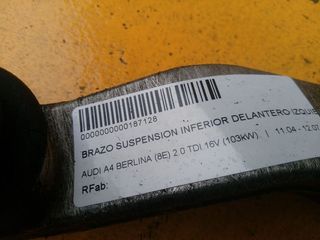 0000000000187128
BRAZO SUSPENSION INFERIOR DELANTERO IZQUIE
AUDI A4 BERLINA (8E) 2.0 TDI 16V (103KW) | 11.04 - 12.07
RFab: